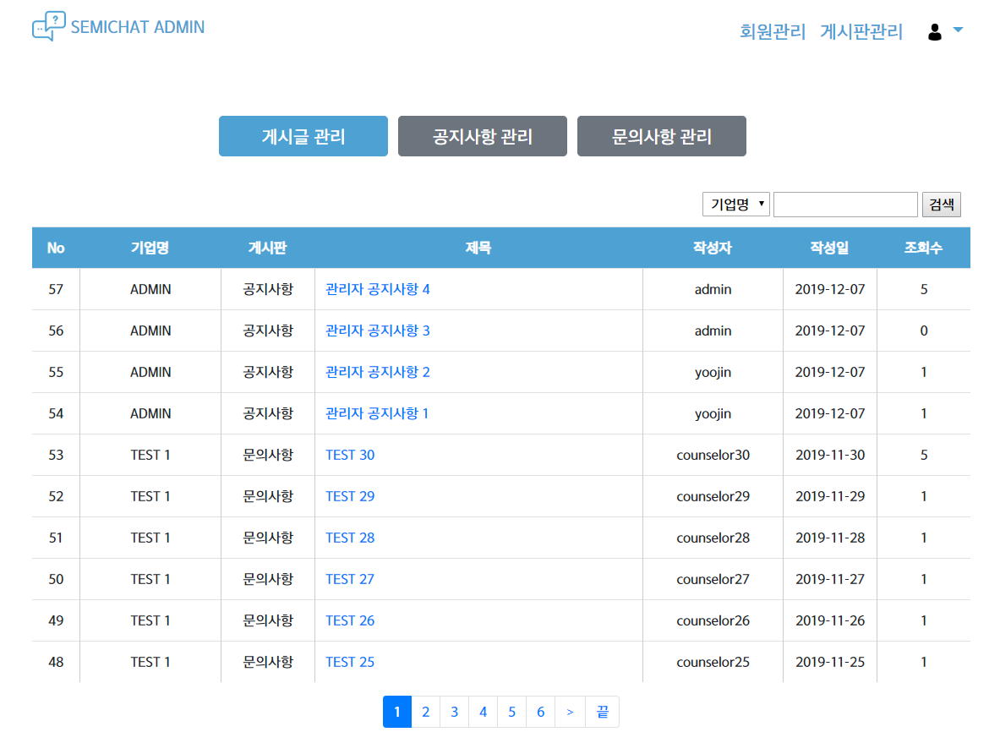 SEMICHAT ADMIN
회원관리 게시판관리
게시글 관리 공지사항 관리 문의사항 관리
기업명 검색
No 기업명 게시판 제목 작성자 작성일 조회수
57 ADMIN 공지사항 관리자 공지사항 4 admin 2019-12-07 5
56 ADMIN 공지사항 관리자 공지사항 3 admin 2019-12-07 0
55 ADMIN 공지사항 관리자 공지사항 2 yoojin 2019-12-07 1
54 ADMIN 공지사항 관리자 공지사항 1 yoojin 2019-12-07 1
53 TEST 1 문의사항 TEST 30 counselor30 2019-11-30 5
52 TEST 1 문의사항 TEST 29 counselor29 2019-11-29 1
51 TEST 1 문의사항 TEST 28 counselor28 2019-11-28 1
50 TEST 1 문의사항 TEST 27 counselor27 2019-11-27 1
49 TEST 1 문의사항 TEST 26 counselor26 2019-11-26 1
48 TEST 1 문의사항 TEST 25 counselor25 2019-11-25 1
1 2 3 4 5 6 > 끝